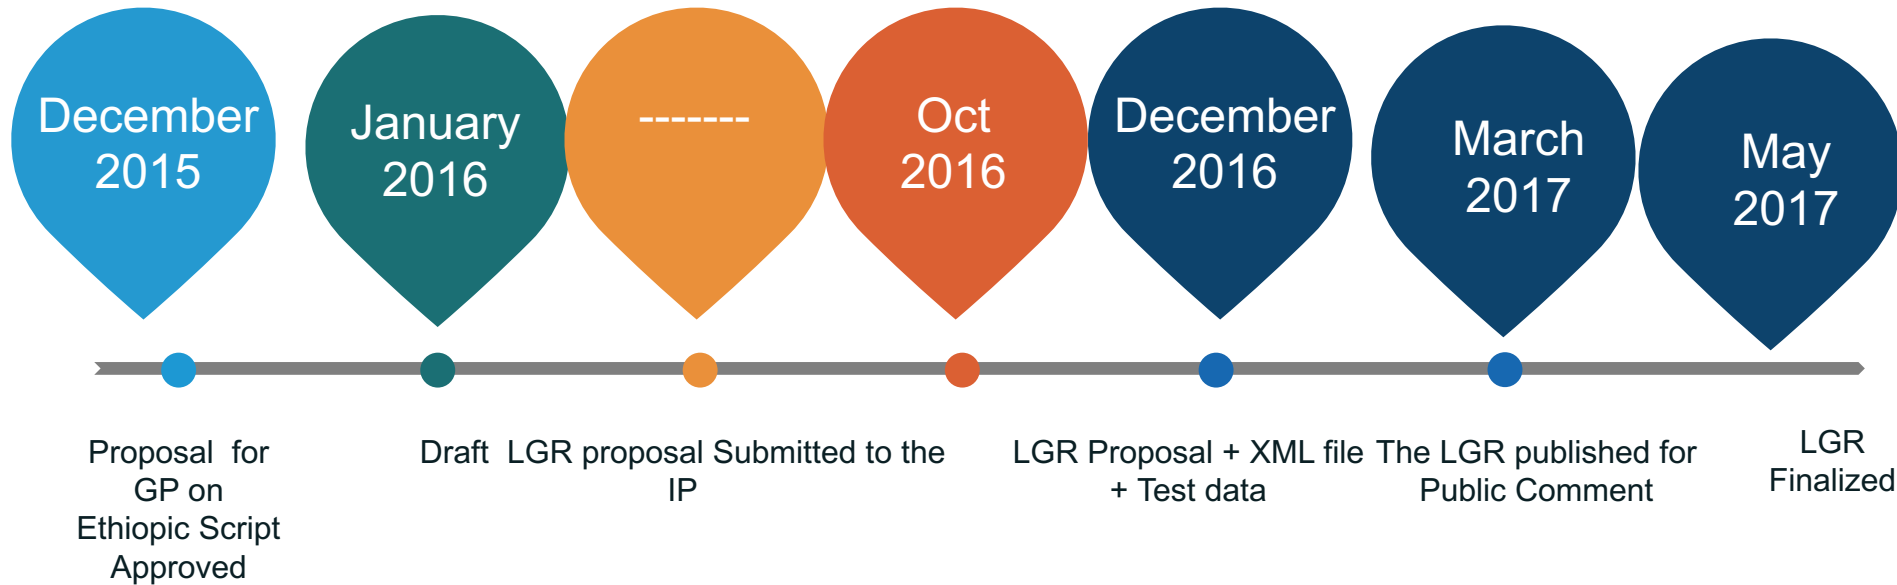 December
2015
January
2016
-------
Oct
2016
December
2016
March
2017
May
2017
Proposal for
GP on
Ethiopic Script
Approved
Draft LGR proposal Submitted to the
IP
LGR Proposal + XML file
+ Test data
The LGR published for
Public Comment
LGR
Finalized